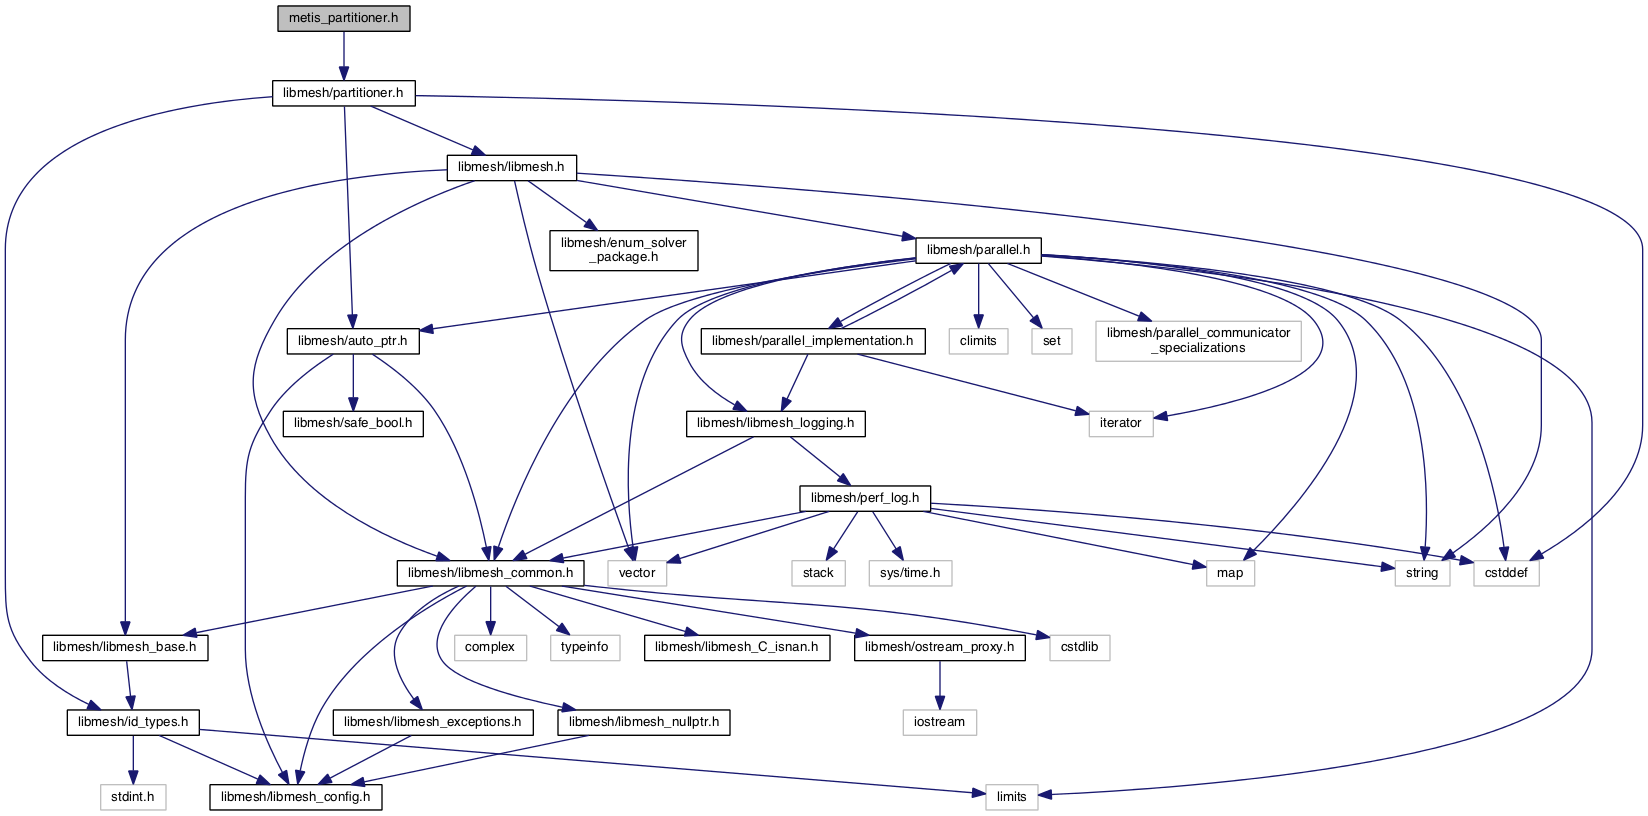 metis_partitioner.h
libmesh/partitioner.h
libmesh/libmesh.h
libmesh/enum_solver
_package.h
libmesh/parallel.h
libmesh/auto_ptr.h
libmesh/parallel_implementation.h
climits
set
libmesh/parallel_communicator
_specializations
libmesh/safe_bool.h
libmesh/libmesh_logging.h
iterator
libmesh/perf_log.h
libmesh/libmesh_common.h
vector
stack
sys/time.h
map
string
cstddef
libmesh/libmesh_base.h
complex
typeinfo
libmesh/libmesh_C_isnan.h
libmesh/ostream_proxy.h
cstdlib
libmesh/id_types.h
libmesh/libmesh_exceptions.h
libmesh/libmesh_nullptr.h
iostream
stdint.h
libmesh/libmesh_config.h
limits